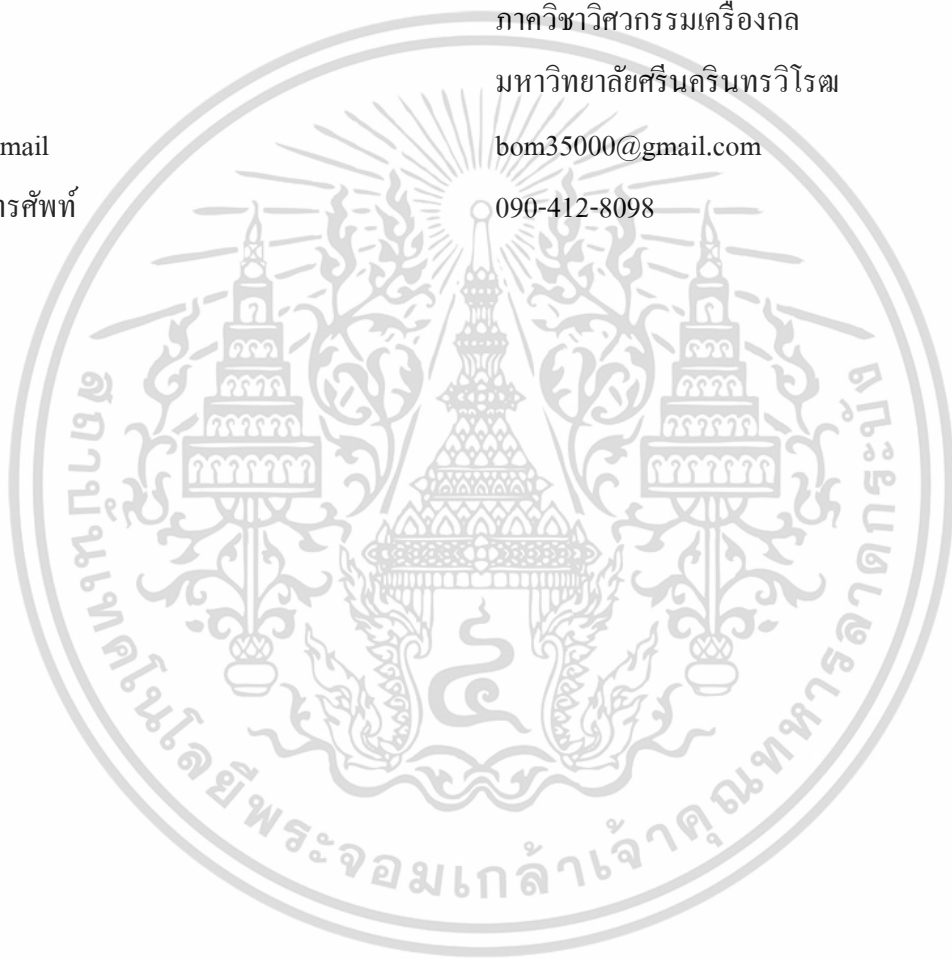 ภาควิชาวิศวกรรมเครื่องกล
มหาวิทยาลัยศรีนครินทรวิโรฒ
mail bom35000@gmail.com
รศัพท์ 090-412-8098
สถาบันเทคโนโลยีพระจอมเกล้าเจ้าคุณทหารลาดกระบัง